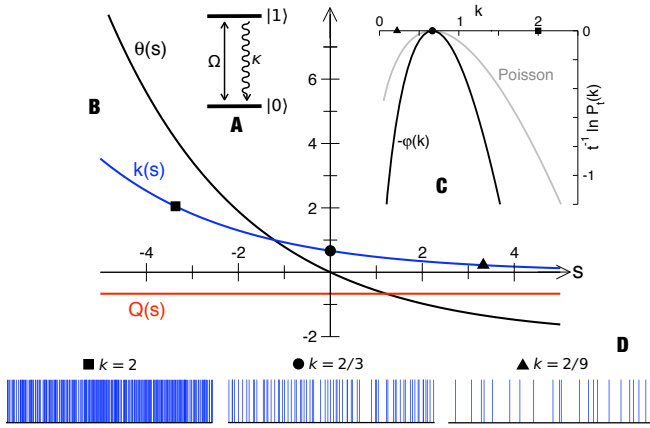 |1⟩
Ω
κ
|0⟩
A
θ(s)
B
k(s)
Q(s)
6
4
2
-2
-4
-2
2
4
s
k
0
1
2
Poisson
-φ(k)
C
0
-1
t⁻¹ ln Pₜ(k)
D
■ k = 2
● k = 2/3
▲ k = 2/9